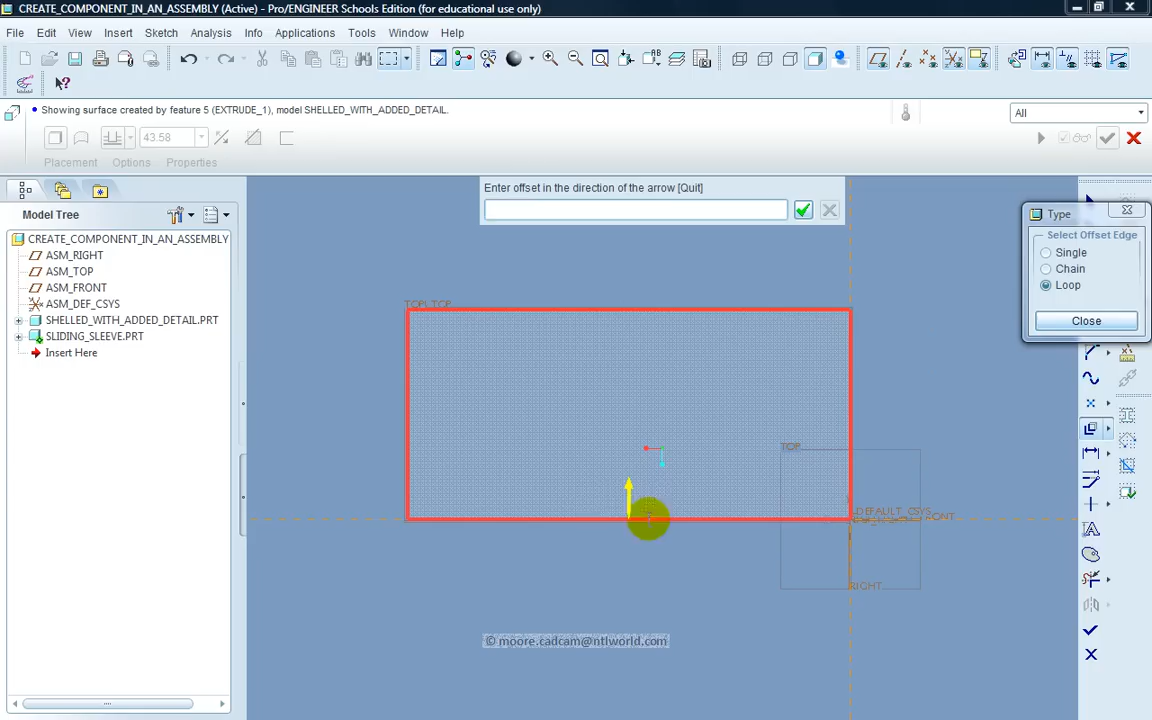 CREATE_COMPONENT_IN_AN_ASSEMBLY (Active) - Pro/ENGINEER Schools Edition (for educational use only)
File Edit View Insert Sketch Analysis Info Applications Tools Window Help
Showing surface created by feature 5 (EXTRUDE_1), model SHELLED_WITH_ADDED_DETAIL.
All
43.58
Placement Options Properties
Enter offset in the direction of the arrow [Quit]
Model Tree
Type
Select Offset Edge
Single
Chain
Loop
Close
CREATE_COMPONENT_IN_AN_ASSEMBLY
ASM_RIGHT
ASM_TOP
ASM_FRONT
ASM_DEF_CSYS
SHELLED_WITH_ADDED_DETAIL.PRT
SLIDING_SLEEVE.PRT
Insert Here
TOP
RIGHT
© moore.cadcam@ntlworld.com